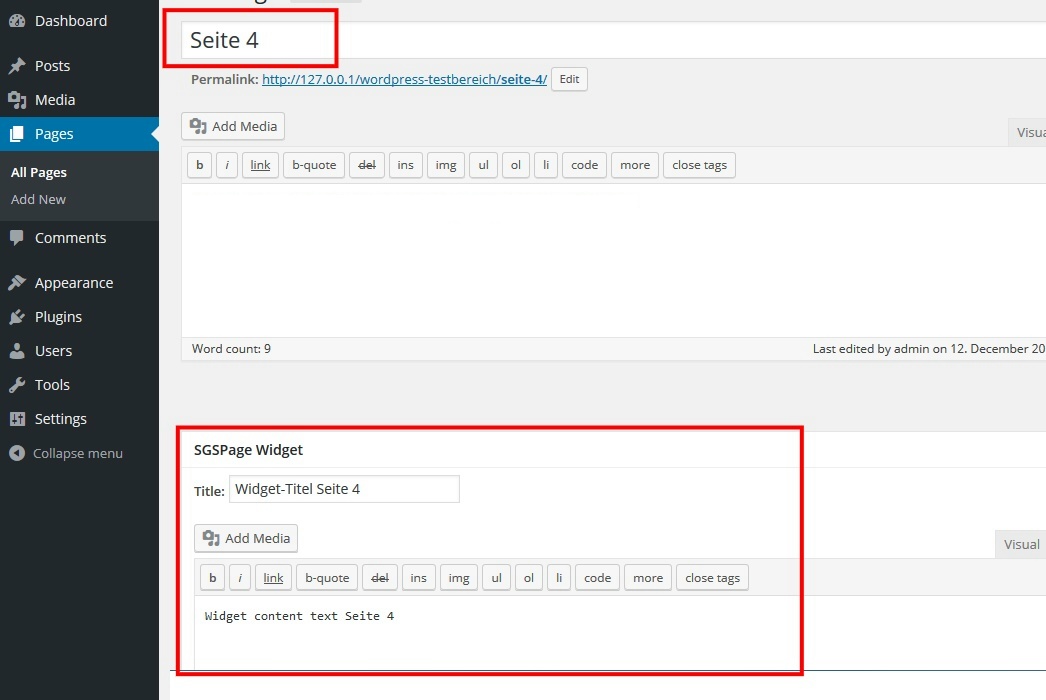 Dashboard
Posts
Media
Pages
All Pages
Add New
Comments
Appearance
Plugins
Users
Tools
Settings
Collapse menu
Seite 4
Permalink: http://127.0.0.1/wordpress-testbereich/seite-4/ Edit
Add Media
Visua
b i link b-quote del ins img ul ol li code more close tags
Word count: 9 Last edited by admin on 12. December 20
SGSPage Widget
Title: Widget-Titel Seite 4
Add Media
Visual
b i link b-quote del ins img ul ol li code more close tags
Widget content text Seite 4